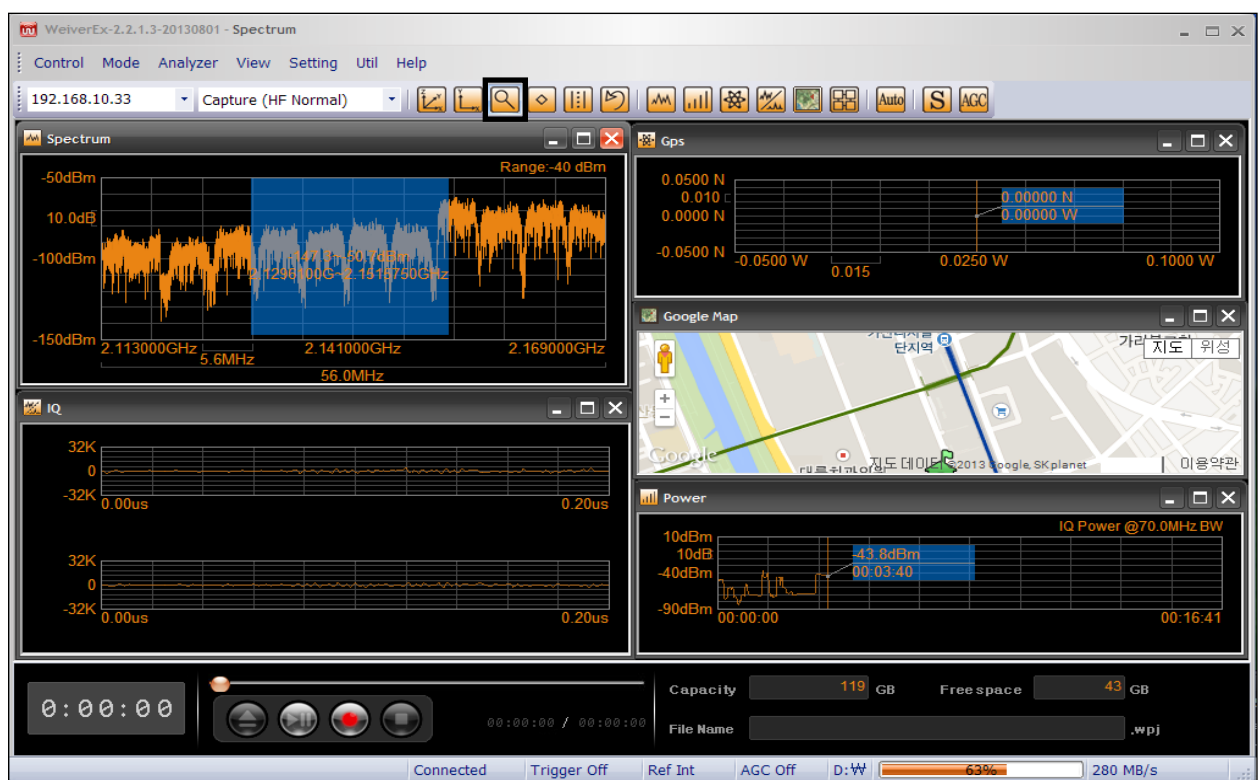 WeiverEx-2.2.1.3-20130801 - Spectrum
Control Mode Analyzer View Setting Util Help
192.168.10.33 Capture (HF Normal) Auto S AGC
Spectrum
Range:-40 dBm
-50dBm
10.0dB
-100dBm
-150dBm
2.113000GHz 2.141000GHz 2.169000GHz
5.6MHz
56.0MHz
Gps
0.0500 N
0.010
0.00000 N
0.0000 N
0.00000 W
-0.0500 N
-0.0500 W 0.0250 W 0.1000 W
0.015
Google Map
단지역
지도 위성
Google
지도 데이터 ©2013 Google, SK planet
이용약관
IQ
32K
0
-32K
0.00us 0.20us
32K
0
-32K
0.00us 0.20us
Power
IQ Power @70.0MHz BW
10dBm
10dB
-43.8dBm
-40dBm
00:03:40
-90dBm
00:00:00 00:16:41
0:00:00
00:00:00 / 00:00:00
Capacity 119 GB Free space 43 GB
File Name .wpj
Connected Trigger Off Ref Int AGC Off D:₩ 63% 280 MB/s